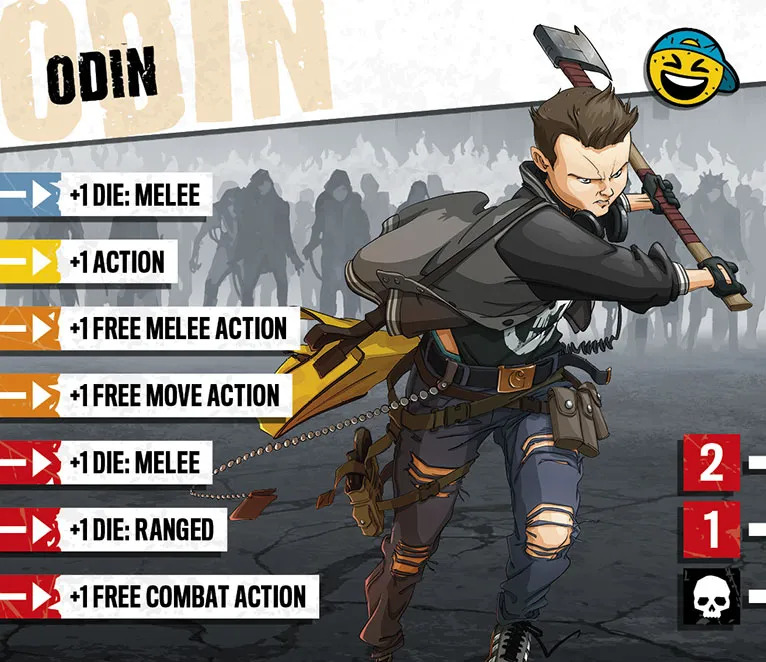 ODIN
ODIN
+1 DIE: MELEE
+1 ACTION
+1 FREE MELEE ACTION
+1 FREE MOVE ACTION
+1 DIE: MELEE
+1 DIE: RANGED
+1 FREE COMBAT ACTION
2
1